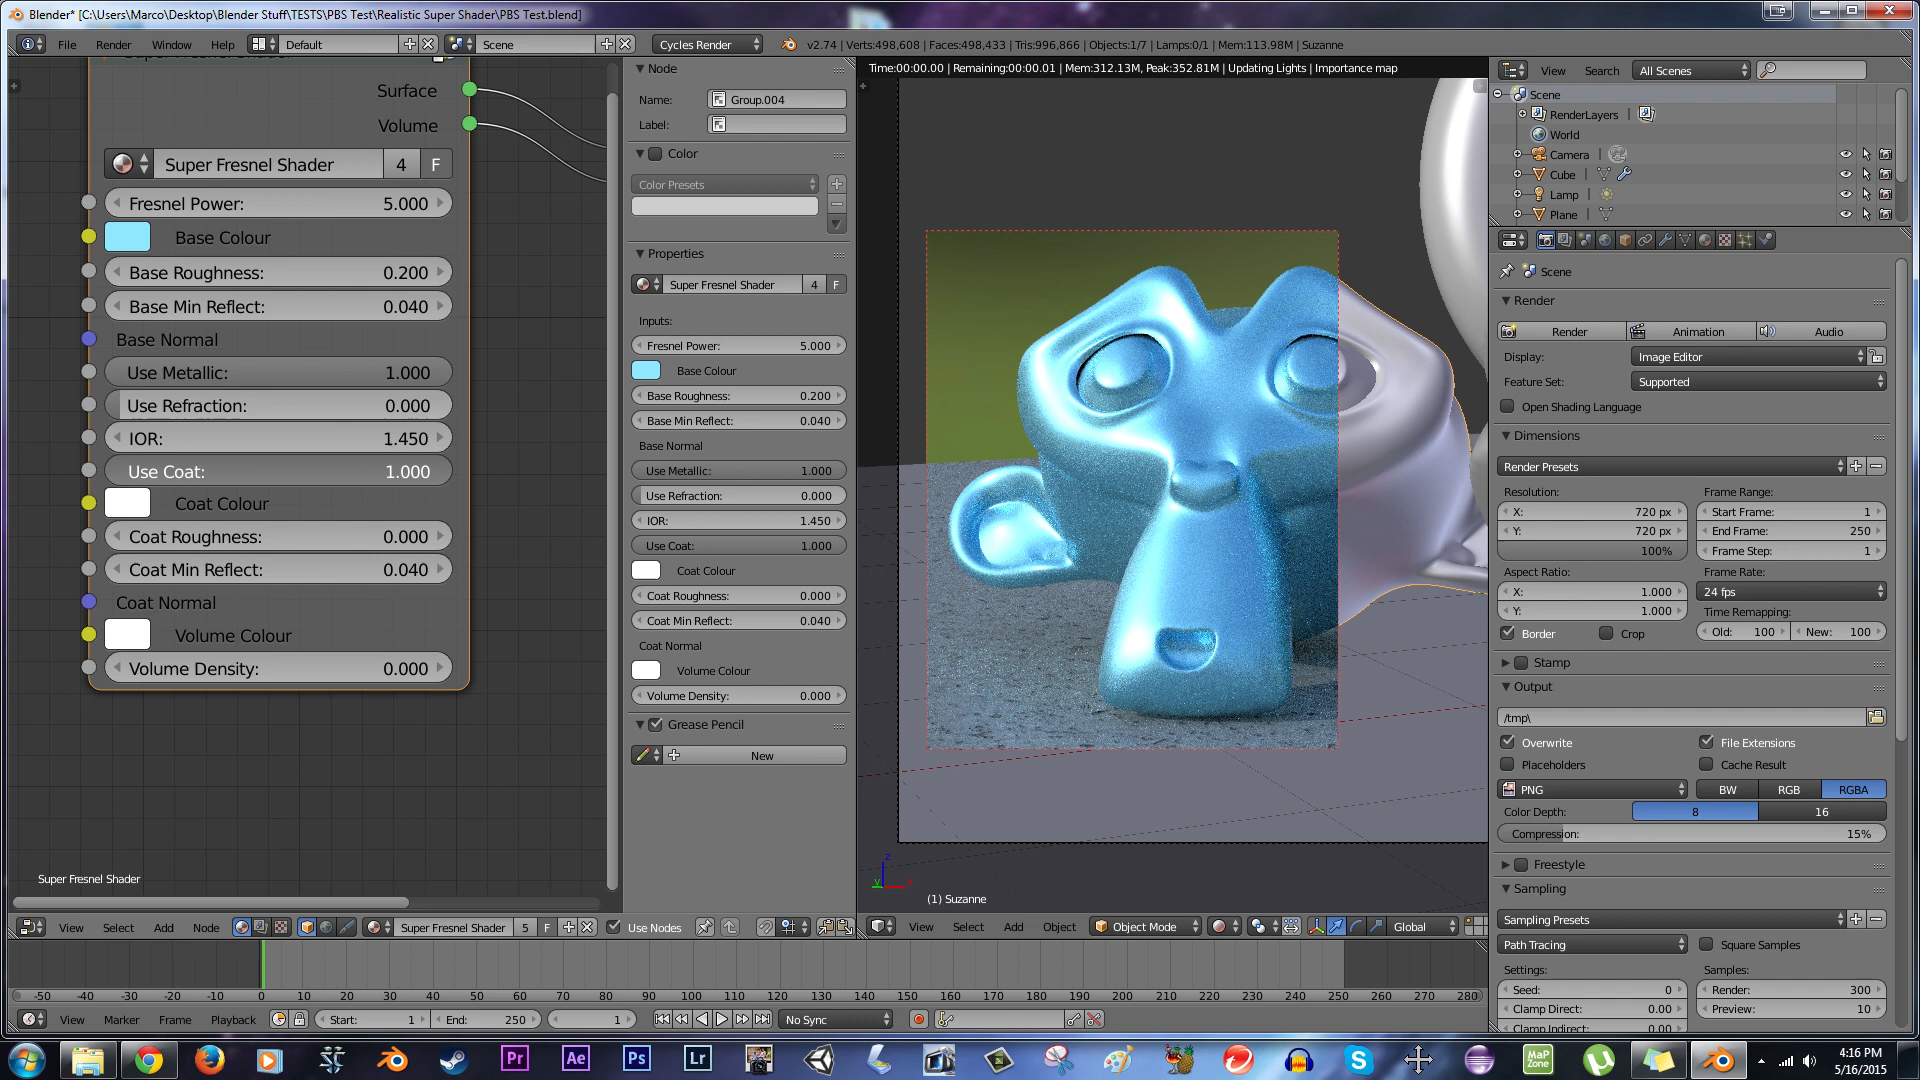 Blender* [C:\Users\Marco\Desktop\Blender Stuff\TESTS\PBS Test\Realistic Super Shader\PBS Test.blend]
File Render Window Help Default Scene Cycles Render v2.74 | Verts:498,608 | Faces:498,433 | Tris:996,866 | Objects:1/7 | Lamps:0/1 | Mem:113.98M | Suzanne
Super Fresnel Shader
Surface
Volume
Super Fresnel Shader 4 F
Fresnel Power: 5.000
Base Colour
Base Roughness: 0.200
Base Min Reflect: 0.040
Base Normal
Use Metallic: 1.000
Use Refraction: 0.000
IOR: 1.450
Use Coat: 1.000
Coat Colour
Coat Roughness: 0.000
Coat Min Reflect: 0.040
Coat Normal
Volume Colour
Volume Density: 0.000
Super Fresnel Shader
View Select Add Node Super Fresnel Shader 5 F Use Nodes
Node
Name: Group.004
Label:
Color
Color Presets
Properties
Super Fresnel Shader 4 F
Inputs:
Fresnel Power: 5.000
Base Colour
Base Roughness: 0.200
Base Min Reflect: 0.040
Base Normal
Use Metallic: 1.000
Use Refraction: 0.000
IOR: 1.450
Use Coat: 1.000
Coat Colour
Coat Roughness: 0.000
Coat Min Reflect: 0.040
Coat Normal
Volume Colour
Volume Density: 0.000
Grease Pencil
New
Time:00:00.00 | Remaining:00:00.01 | Mem:312.13M, Peak:352.81M | Updating Lights | Importance map
z
y
x
(1) Suzanne
View Select Add Object Object Mode Global
View Search All Scenes
Scene
RenderLayers
World
Camera
Cube
Lamp
Plane
Scene
Render
Render Animation Audio
Display: Image Editor
Feature Set: Supported
Open Shading Language
Dimensions
Render Presets
Resolution: Frame Range:
X: 720 px Start Frame: 1
Y: 720 px End Frame: 250
100% Frame Step: 1
Aspect Ratio: Frame Rate:
X: 1.000 24 fps
Y: 1.000 Time Remapping:
Border Crop Old: 100 New: 100
Stamp
Output
/tmp\
Overwrite File Extensions
Placeholders Cache Result
PNG BW RGB RGBA
Color Depth: 8 16
Compression: 15%
Freestyle
Sampling
Sampling Presets
Path Tracing Square Samples
Settings: Samples:
Seed: 0 Render: 300
Clamp Direct: 0.00 Preview: 10
Clamp Indirect: 0.00
-50 -40 -30 -20 -10 0 10 20 30 40 50 60 70 80 90 100 110 120 130 140 150 160 170 180 190 200 210 220 230 240 250 260 270 280
View Marker Frame Playback Start: 1 End: 250 1 No Sync
Pr Ae Ps Lr MaP Zone
4:16 PM
5/16/2015